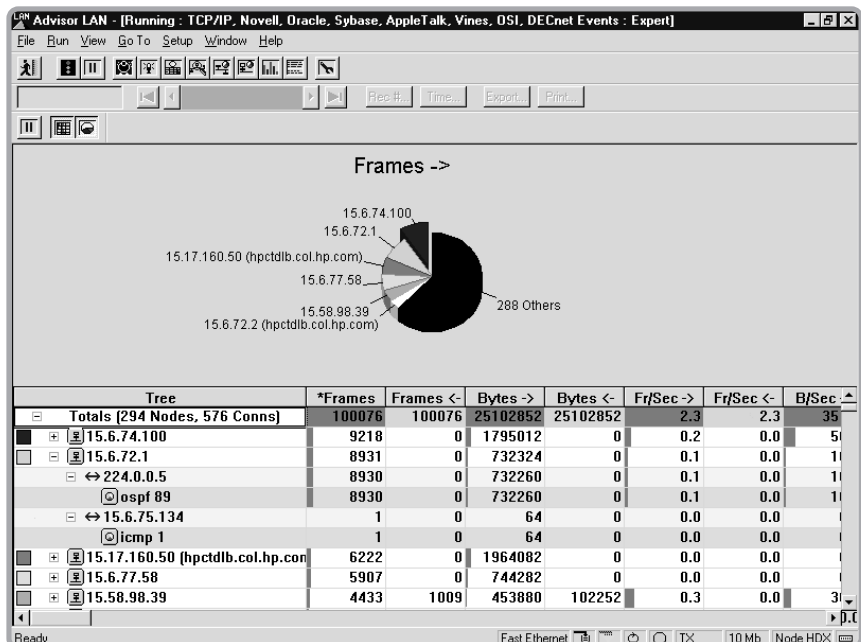 LAN Advisor LAN - [Running : TCP/IP, Novell, Oracle, Sybase, AppleTalk, Vines, OSI, DECnet Events : Expert]
File Run View Go To Setup Window Help
Rec #... Time... Export... Print...
Frames ->
15.6.74.100
15.6.72.1
15.17.160.50 (hpctdlb.col.hp.com)
15.6.77.58
15.58.98.39
15.6.72.2 (hpctdlb.col.hp.com)
288 Others
Tree *Frames Frames <- Bytes -> Bytes <- Fr/Sec -> Fr/Sec <- B/Sec
Totals (294 Nodes, 576 Conns) 100076 100076 25102852 25102852 2.3 2.3 35
15.6.74.100 9218 0 1795012 0 0.2 0.0 5
15.6.72.1 8931 0 732324 0 0.1 0.0 1
224.0.0.5 8930 0 732260 0 0.1 0.0 1
ospf 89 8930 0 732260 0 0.1 0.0 1
15.6.75.134 1 0 64 0 0.0 0.0
icmp 1 1 0 64 0 0.0 0.0
15.17.160.50 (hpctdlb.col.hp.con 6222 0 1964082 0 0.0 0.0
15.6.77.58 5907 0 744282 0 0.0 0.0
15.58.98.39 4433 1009 453880 102252 0.3 0.0 3
Ready Fast Ethernet TX 10 Mb Node HDX